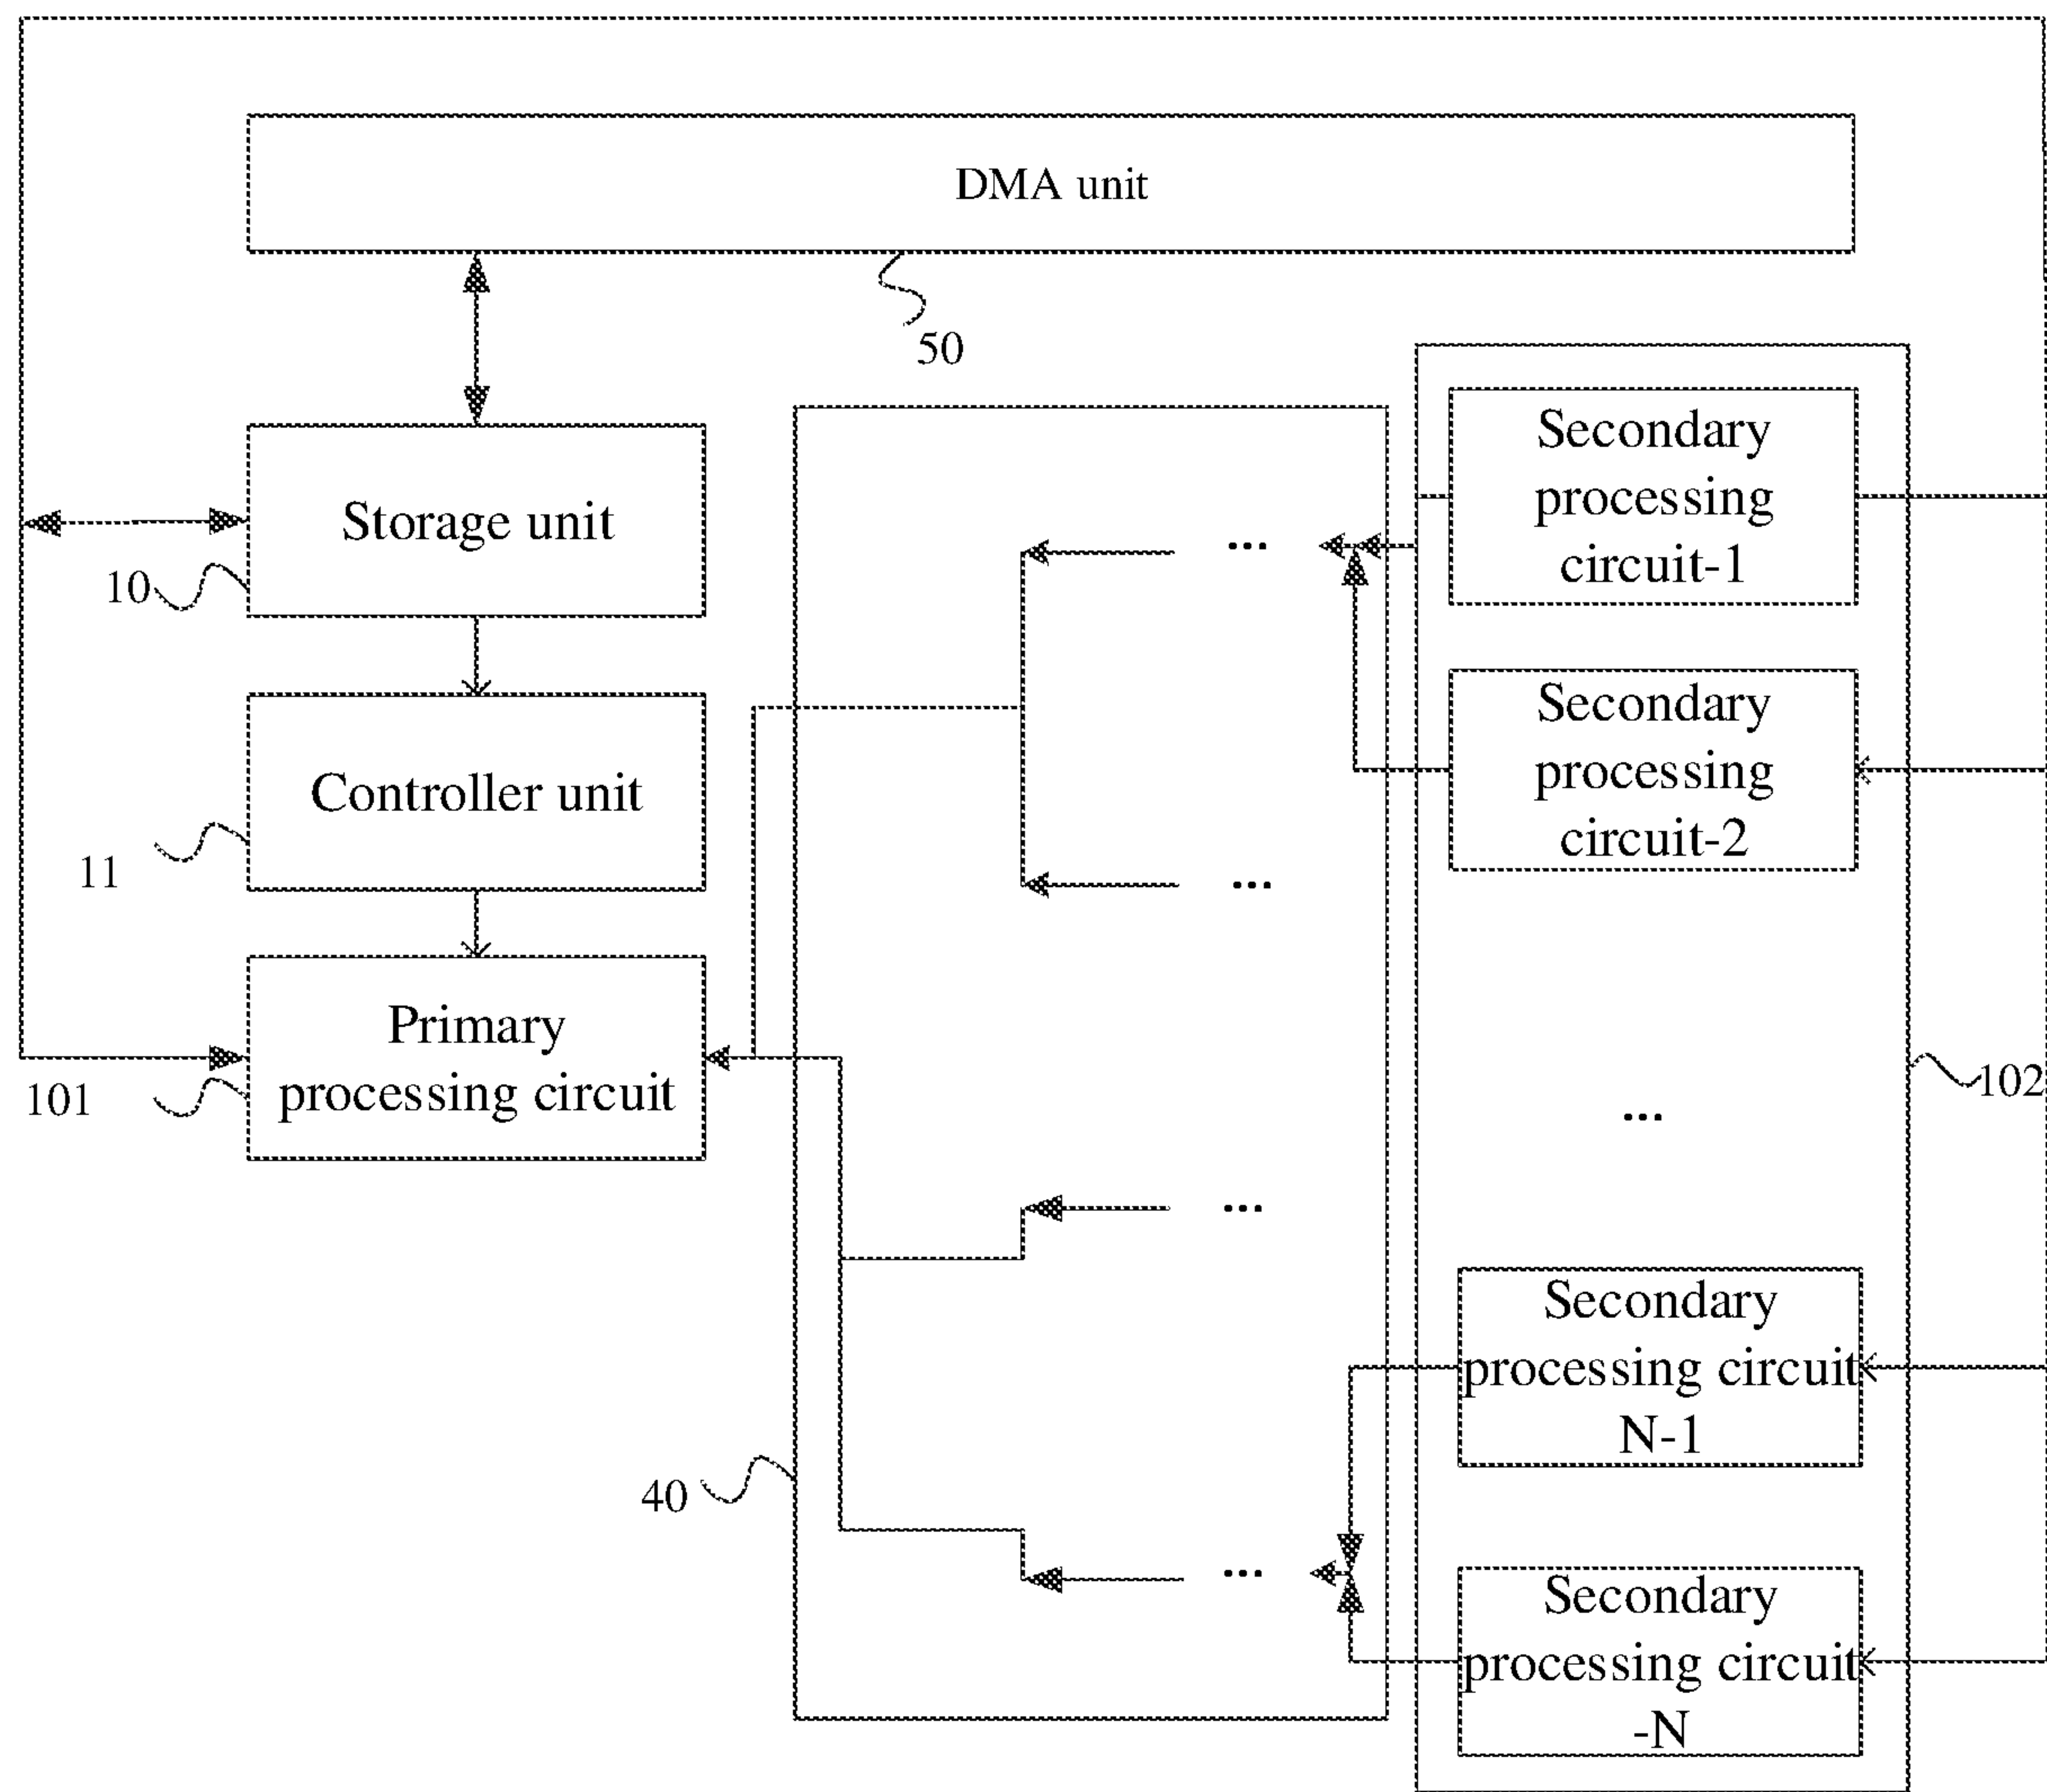 DMA unit
50
Storage unit
10
Controller unit
11
Primary
processing circuit
101
40
...
...
...
...
Secondary
processing
circuit-1
Secondary
processing
circuit-2
...
102
Secondary
processing circuit
N-1
Secondary
processing circuit
-N